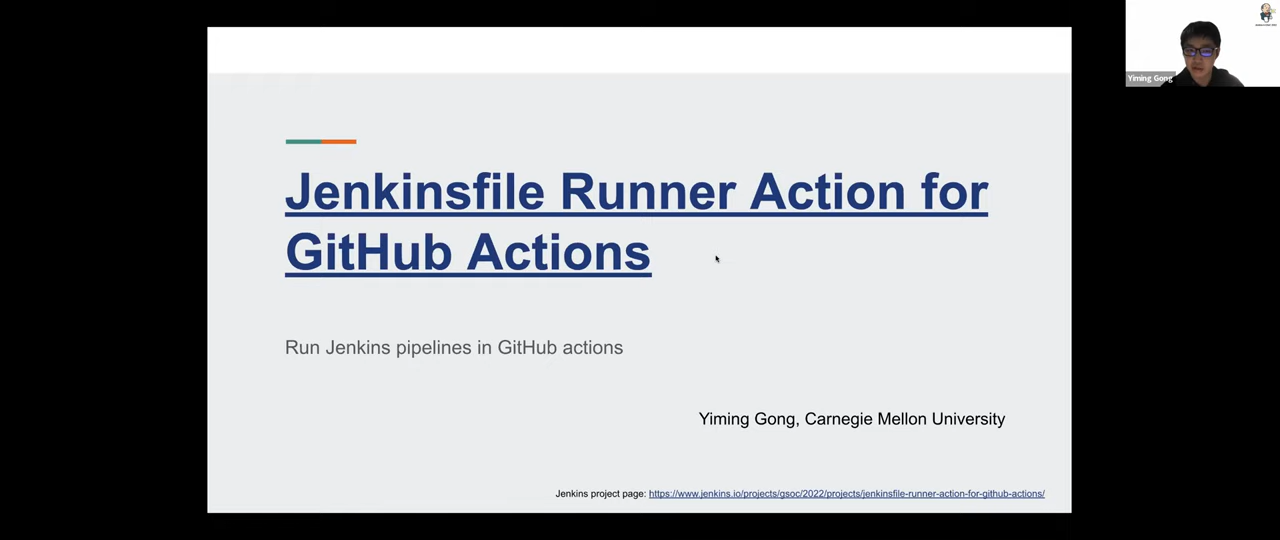 Jenkinsfile Runner Action for
GitHub Actions
Run Jenkins pipelines in GitHub actions
Yiming Gong, Carnegie Mellon University
Jenkins project page: https://www.jenkins.io/projects/gsoc/2022/projects/jenkinsfile-runner-action-for-github-actions/
Yiming Gong